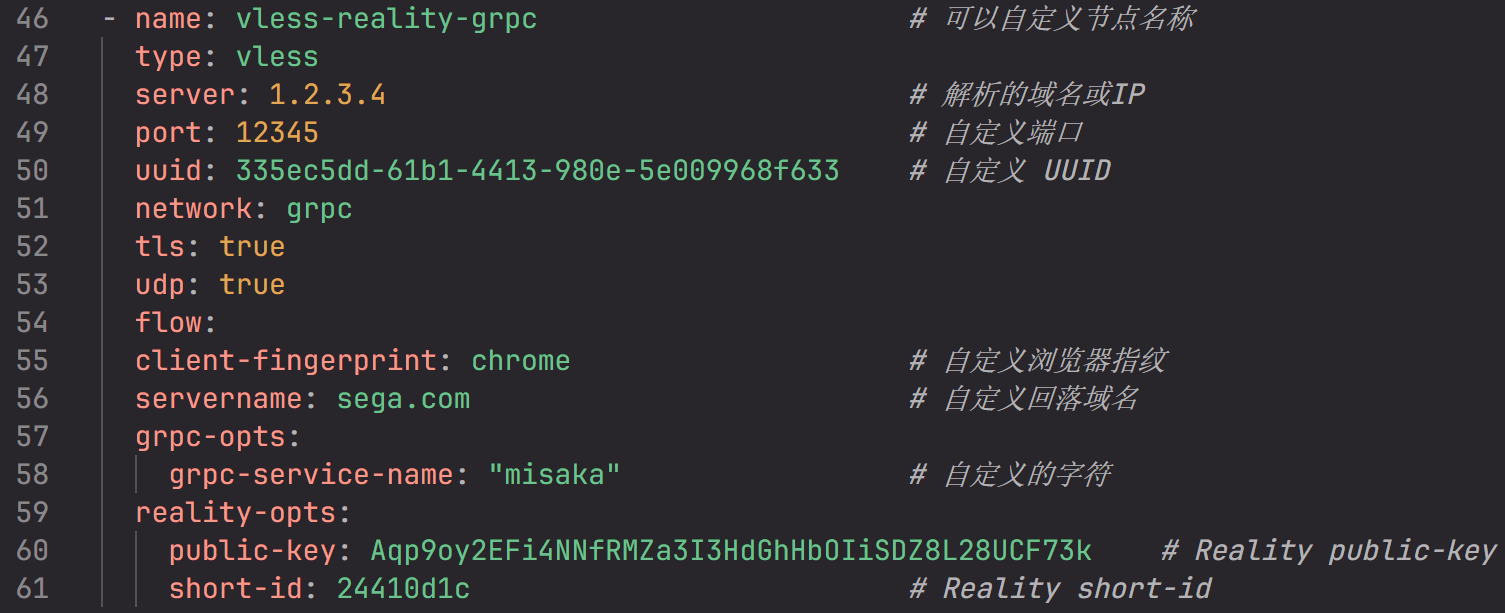 46 - name: vless-reality-grpc # 可以自定义节点名称
47 type: vless
48 server: 1.2.3.4 # 解析的域名或IP
49 port: 12345 # 自定义端口
50 uuid: 335ec5dd-61b1-4413-980e-5e009968f633 # 自定义 UUID
51 network: grpc
52 tls: true
53 udp: true
54 flow:
55 client-fingerprint: chrome # 自定义浏览器指纹
56 servername: sega.com # 自定义回落域名
57 grpc-opts:
58 grpc-service-name: "misaka" # 自定义的字符
59 reality-opts:
60 public-key: Aqp9oy2EFi4NNfRMZa3I3HdGhHbOIiSDZ8L28UCF73k # Reality public-key
61 short-id: 24410d1c # Reality short-id